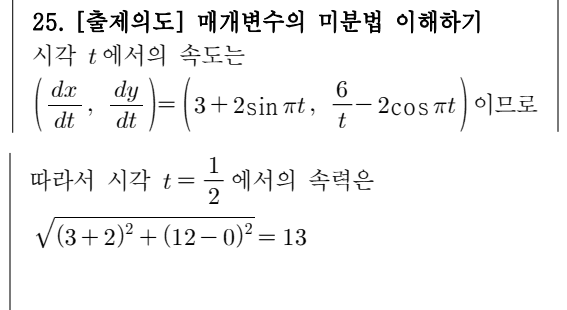 25. [출제의도] 매개변수의 미분법 이해하기
시각 t에서의 속도는
(dx/dt, dy/dt) = (3+2sin πt, 6/t − 2cos πt) 이므로
따라서 시각 t = 1/2 에서의 속력은
√((3+2)² + (12−0)²) = 13